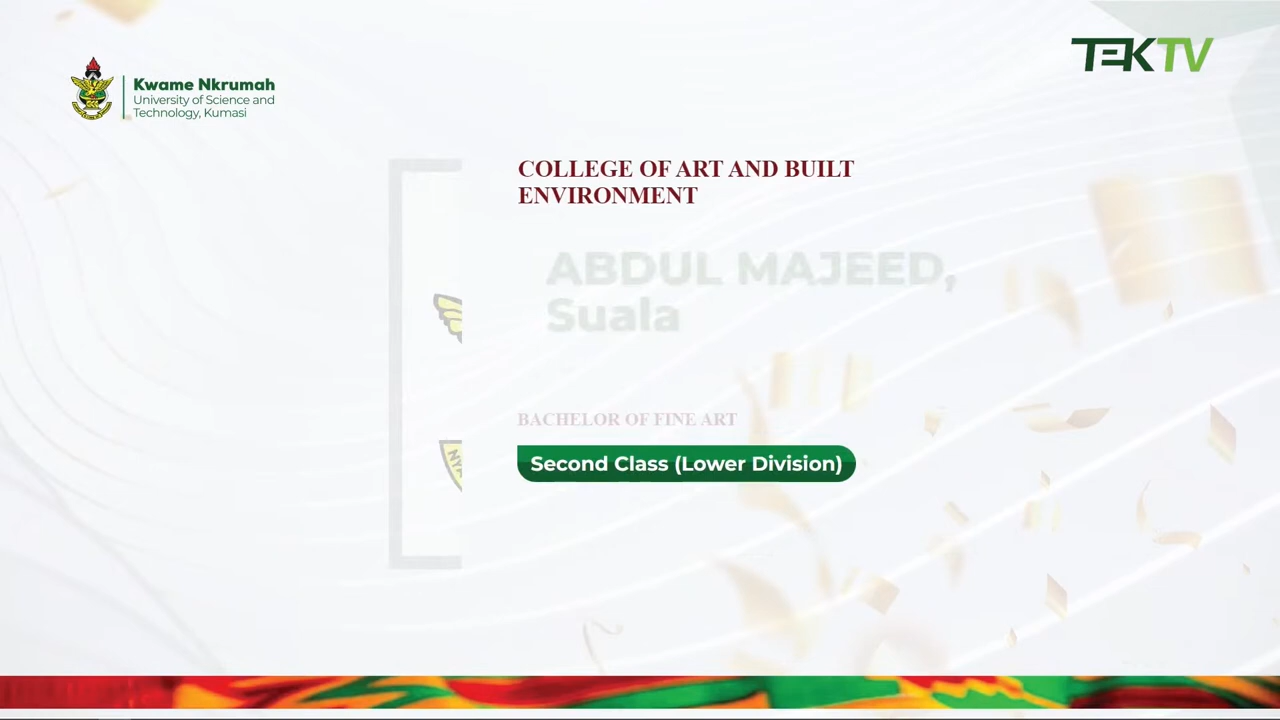 TEKTV
Kwame Nkrumah
University of Science and
Technology, Kumasi
COLLEGE OF ART AND BUILT
ENVIRONMENT
ABDUL MAJEED,
Suala
BACHELOR OF FINE ART
Second Class (Lower Division)